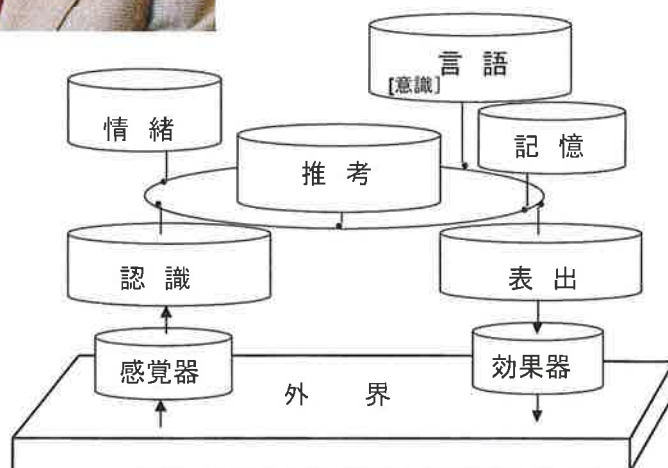 言語
[意識]
情緒
記憶
推考
認識
表出
感覚器
効果器
外界